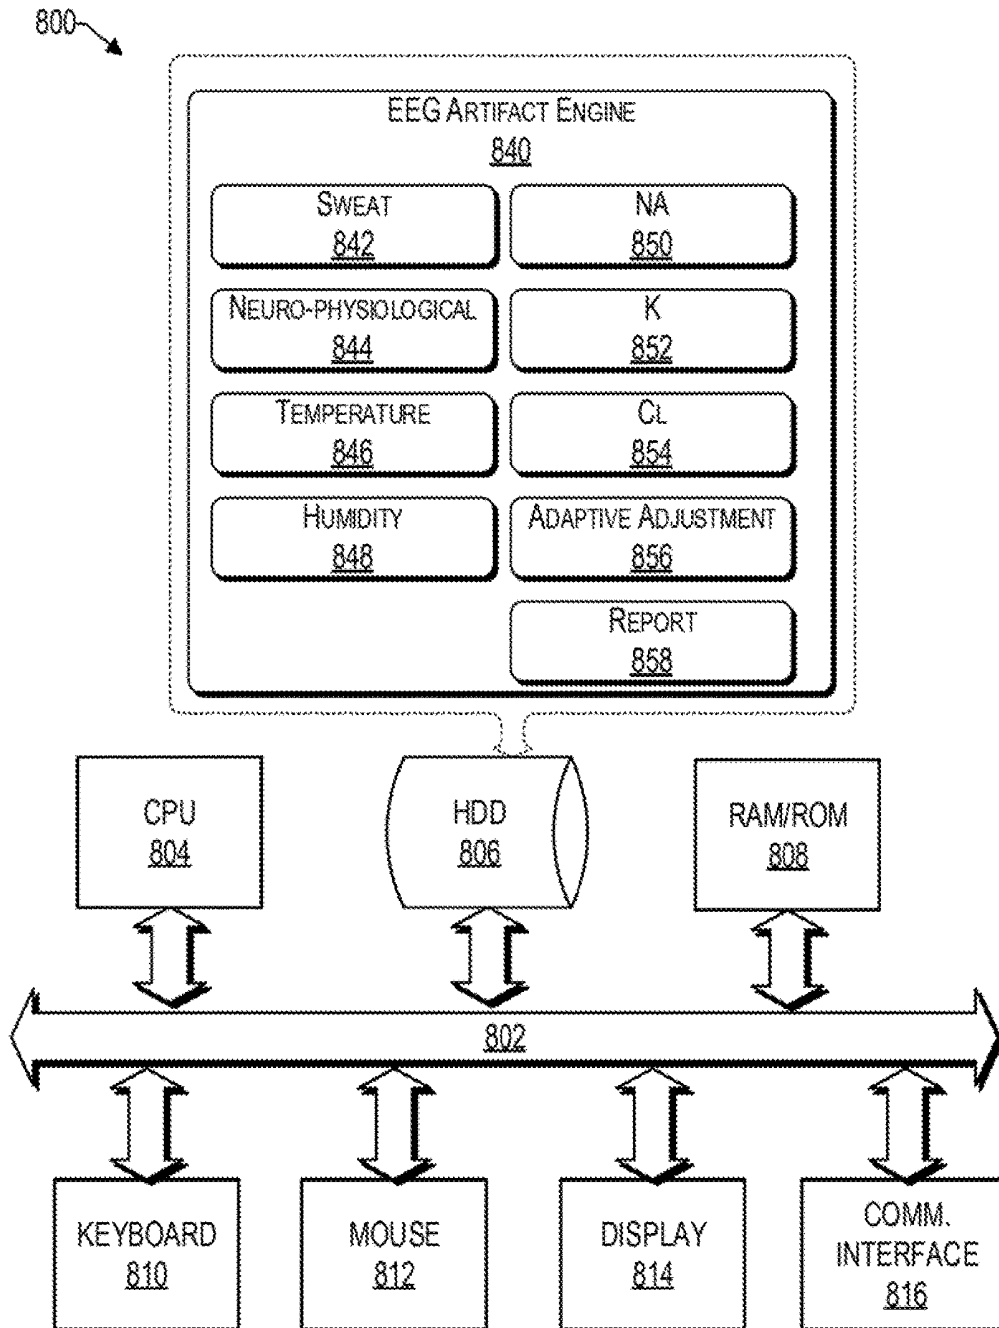 800
EEG ARTIFACT ENGINE
840
SWEAT
842
NA
850
NEURO-PHYSIOLOGICAL
844
K
852
TEMPERATURE
846
CL
854
HUMIDITY
848
ADAPTIVE ADJUSTMENT
856
REPORT
858
CPU
804
HDD
806
RAM/ROM
808
802
KEYBOARD
810
MOUSE
812
DISPLAY
814
COMM.
INTERFACE
816